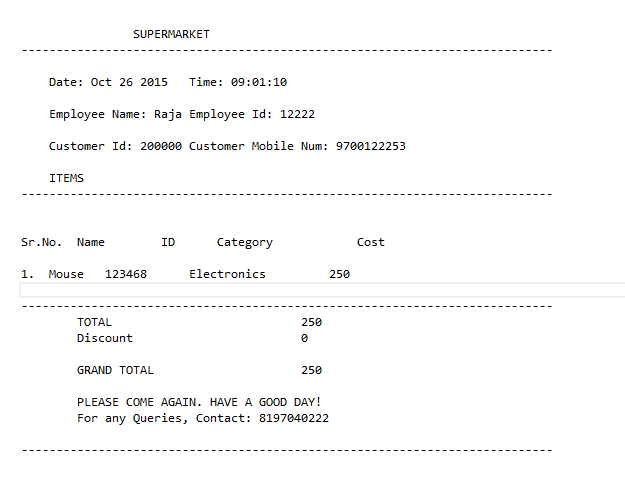 SUPERMARKET
----------------------------------------------------------------------------
Date: Oct 26 2015 Time: 09:01:10
Employee Name: Raja Employee Id: 12222
Customer Id: 200000 Customer Mobile Num: 9700122253
ITEMS
----------------------------------------------------------------------------
Sr.No. Name ID Category Cost
1. Mouse 123468 Electronics 250
----------------------------------------------------------------------------
TOTAL 250
Discount 0
GRAND TOTAL 250
PLEASE COME AGAIN. HAVE A GOOD DAY!
For any Queries, Contact: 8197040222
----------------------------------------------------------------------------